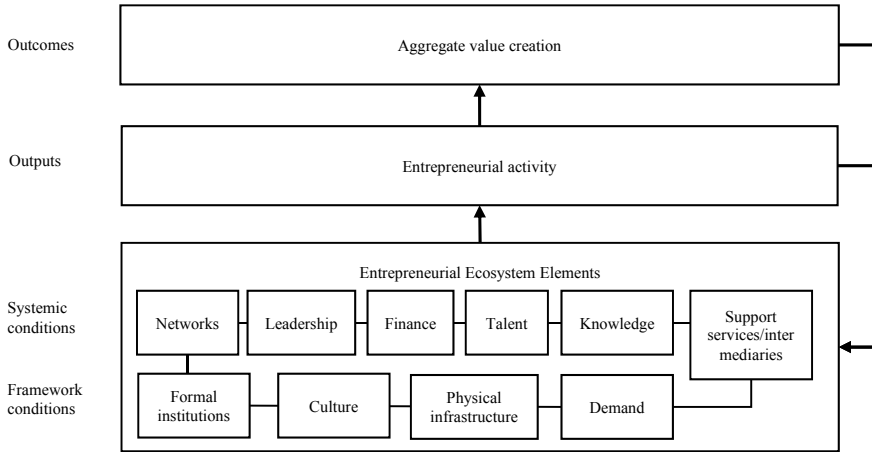 Outcomes
Aggregate value creation
Outputs
Entrepreneurial activity
Entrepreneurial Ecosystem Elements
Systemic
conditions
Networks
Leadership
Finance
Talent
Knowledge
Support
services/inter
mediaries
Framework
conditions
Formal
institutions
Culture
Physical
infrastructure
Demand